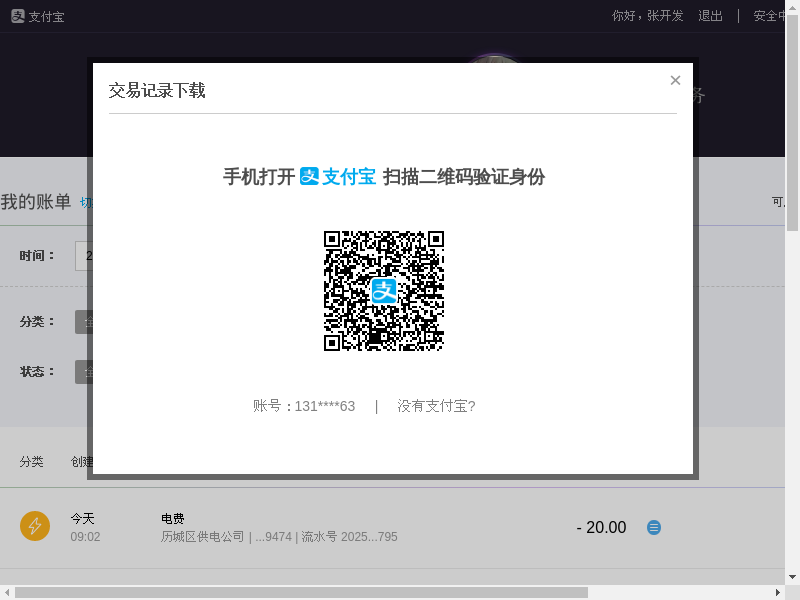 支付宝
你好，张开发 退出 | 安全中
务
交易记录下载
×
手机打开 支付宝 扫描二维码验证身份
支
账号：131****63 | 没有支付宝?
我的账单 切
时间： 2
分类： 全
状态： 全
分类 创建
今天 电费
09:02 历城区供电公司 | ...9474 | 流水号 2025...795
- 20.00